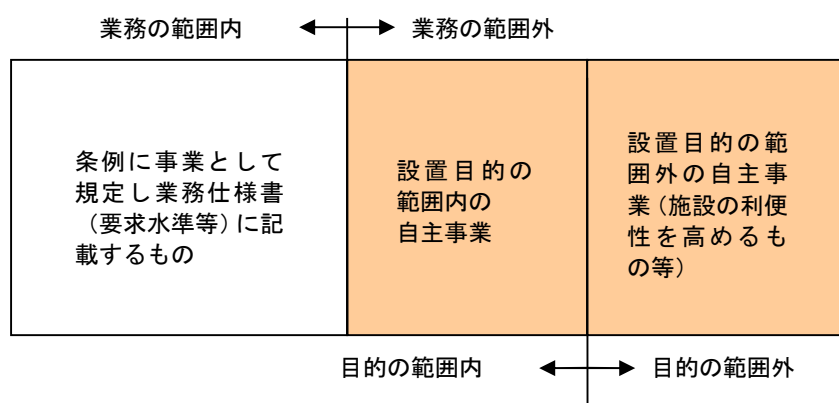 業務の範囲内
業務の範囲外
条例に事業として
規定し業務仕様書
（要求水準等）に記
載するもの
設置目的の
範囲内の
自主事業
設置目的の範
囲外の自主事
業（施設の利便
性を高めるも
の等）
目的の範囲内
目的の範囲外